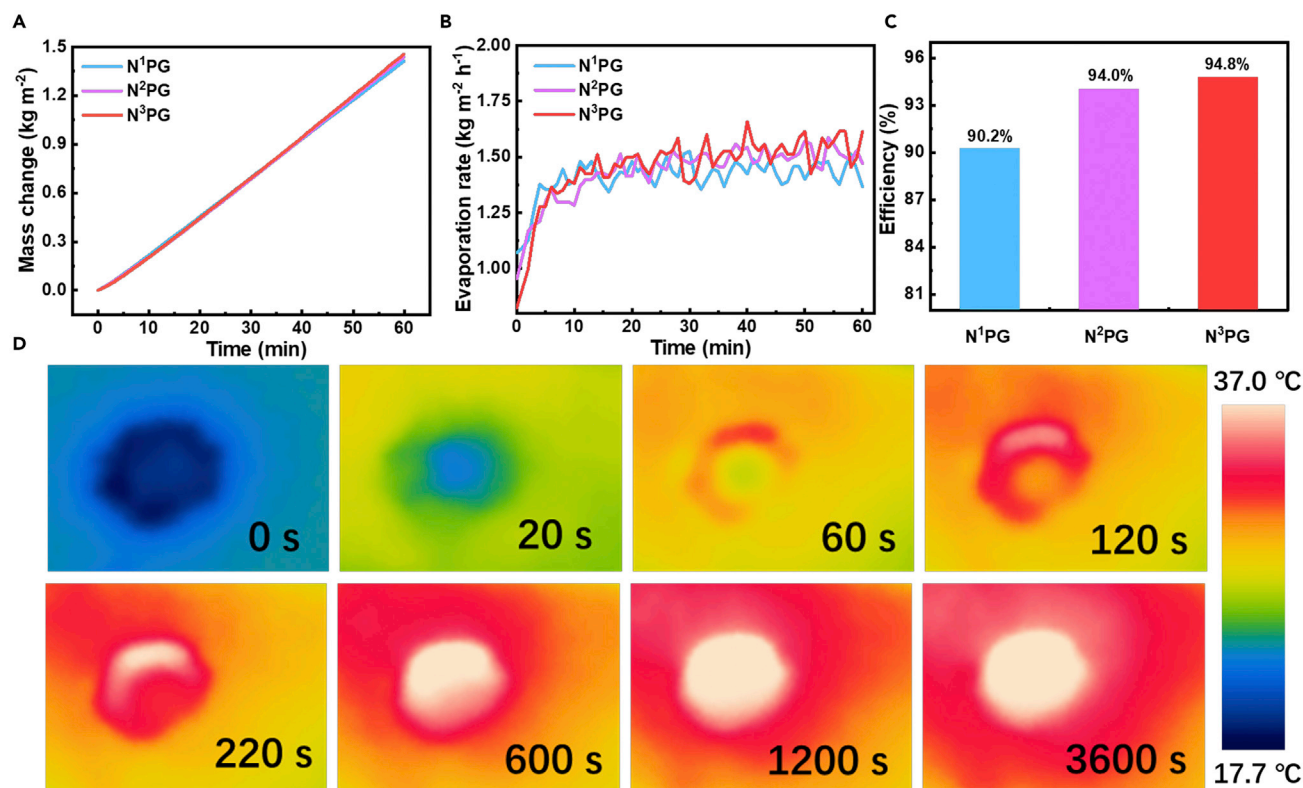 A
Mass change (kg m⁻²)
1.5
1.2
0.9
0.6
0.3
0.0
N¹PG
N²PG
N³PG
0 10 20 30 40 50 60
Time (min)
B
Evaporation rate (kg m⁻² h⁻¹)
2.00
1.75
1.50
1.25
1.00
N¹PG
N²PG
N³PG
0 10 20 30 40 50 60
Time (min)
C
Efficiency (%)
96
93
90
87
84
81
90.2%
94.0%
94.8%
N¹PG N²PG N³PG
D
0 s
20 s
60 s
120 s
220 s
600 s
1200 s
3600 s
37.0 °C
17.7 °C